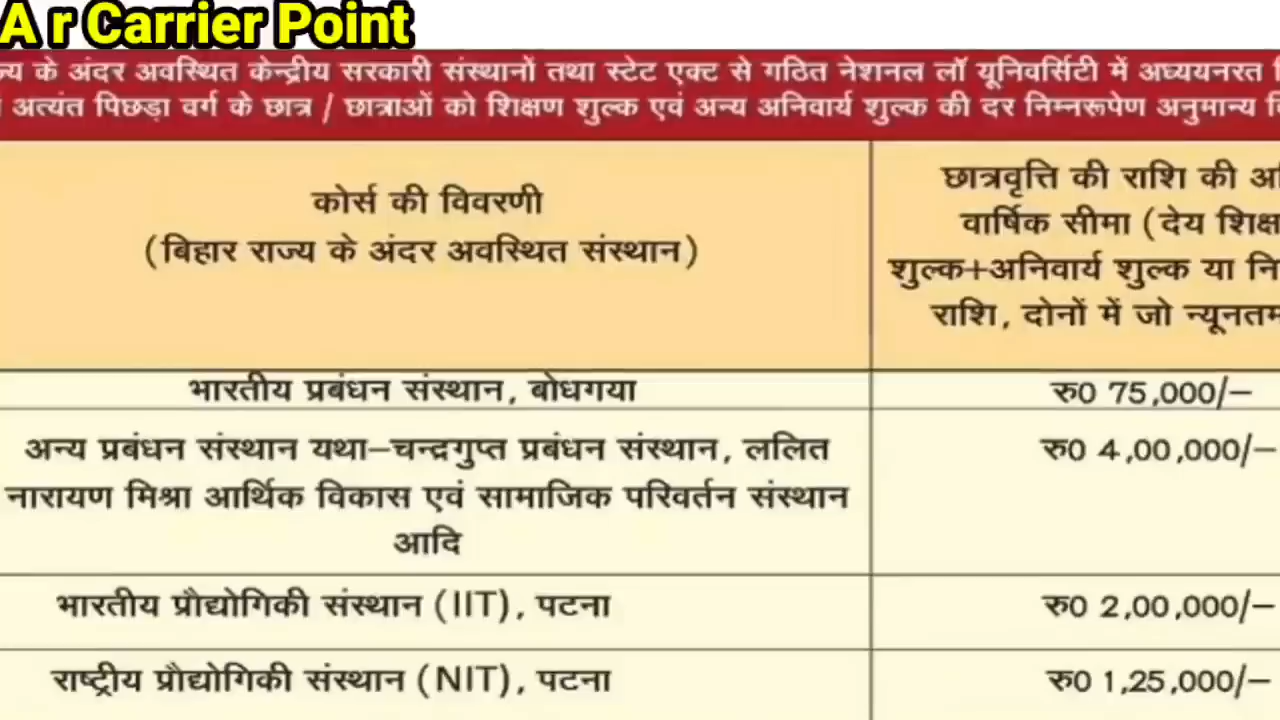 A r Carrier Point
के अंदर अवस्थित केन्द्रीय सरकारी संस्थानों तथा स्टेट एक्ट से गठित नेशनल लॉ यूनिवर्सिटी में अध्ययनरत
अत्यंत पिछड़ा वर्ग के छात्र / छात्राओं को शिक्षण शुल्क एवं अन्य अनिवार्य शुल्क की दर निम्नरूपेण अनुमान्य
कोर्स की विवरणी
(बिहार राज्य के अंदर अवस्थित संस्थान)
छात्रवृत्ति की राशि की
वार्षिक सीमा (देय
शुल्क+अनिवार्य शुल्क या
राशि, दोनों में जो
भारतीय प्रबंधन संस्थान, बोधगया
रु0 75,000/–
अन्य प्रबंधन संस्थान यथा–चन्द्रगुप्त प्रबंधन संस्थान, ललित
नारायण मिश्रा आर्थिक विकास एवं सामाजिक परिवर्तन संस्थान
आदि
रु0 4,00,000/–
भारतीय प्रौद्योगिकी संस्थान (IIT), पटना
रु0 2,00,000/–
राष्ट्रीय प्रौद्योगिकी संस्थान (NIT), पटना
रु0 1,25,000/–